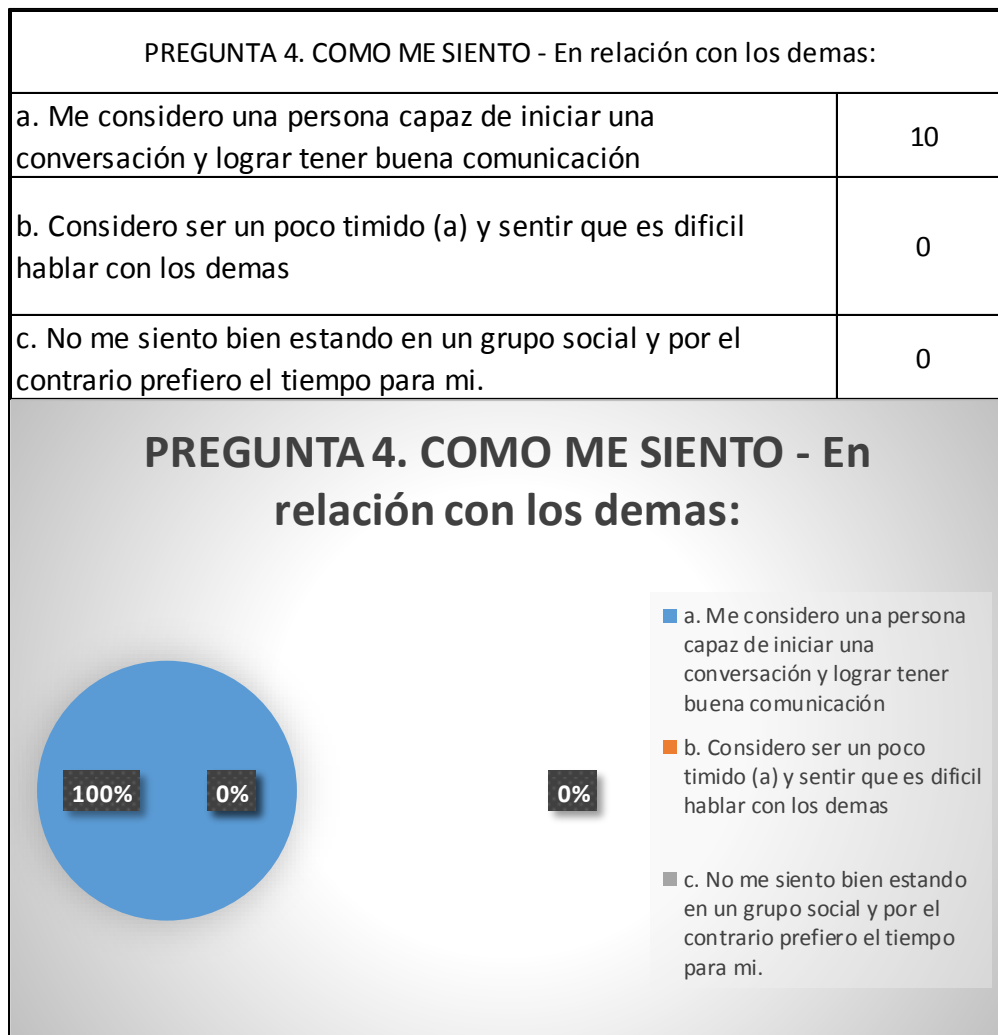 PREGUNTA 4. COMO ME SIENTO - En relación con los demas:
a. Me considero una persona capaz de iniciar una
conversación y lograr tener buena comunicación
10
b. Considero ser un poco timido (a) y sentir que es dificil
hablar con los demas
0
c. No me siento bien estando en un grupo social y por el
contrario prefiero el tiempo para mi.
0
PREGUNTA 4. COMO ME SIENTO - En
relación con los demas:
100%
0%
0%
a. Me considero una persona
capaz de iniciar una
conversación y lograr tener
buena comunicación
b. Considero ser un poco
timido (a) y sentir que es dificil
hablar con los demas
c. No me siento bien estando
en un grupo social y por el
contrario prefiero el tiempo
para mi.